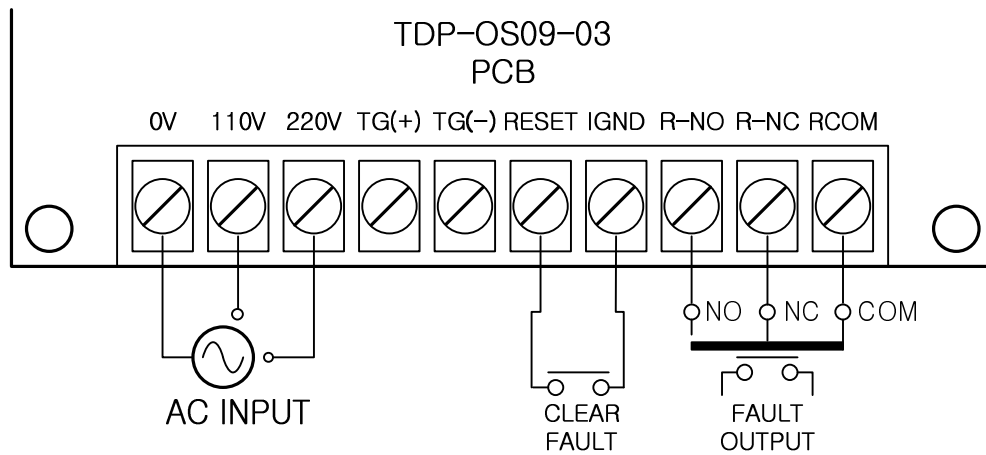 TDP-OS09-03
PCB
0V 110V 220V TG(+) TG(-) RESET IGND R-NO R-NC RCOM
NO NC COM
AC INPUT
CLEAR
FAULT
FAULT
OUTPUT